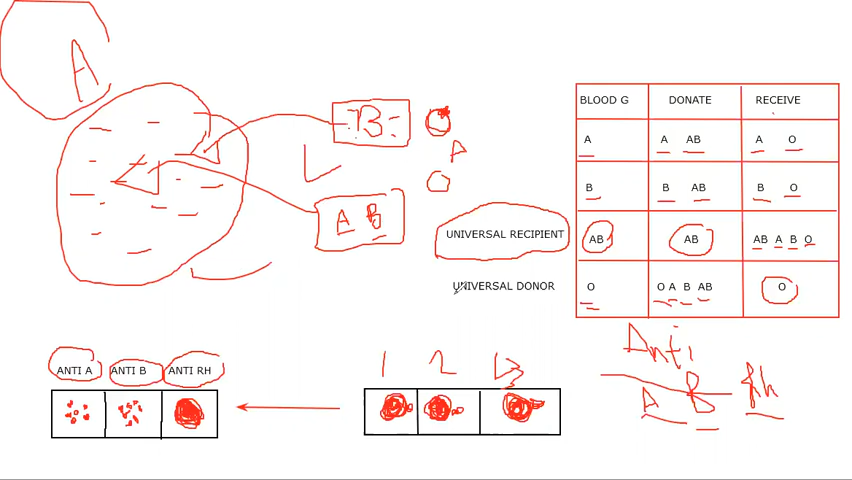 A
B
A
A B
BLOOD G DONATE RECEIVE
A A AB A O
B B AB B O
UNIVERSAL RECIPIENT AB AB AB A B O
UNIVERSAL DONOR O O A B AB O
ANTI A ANTI B ANTI RH
1 2 3
Anti
A B Rh